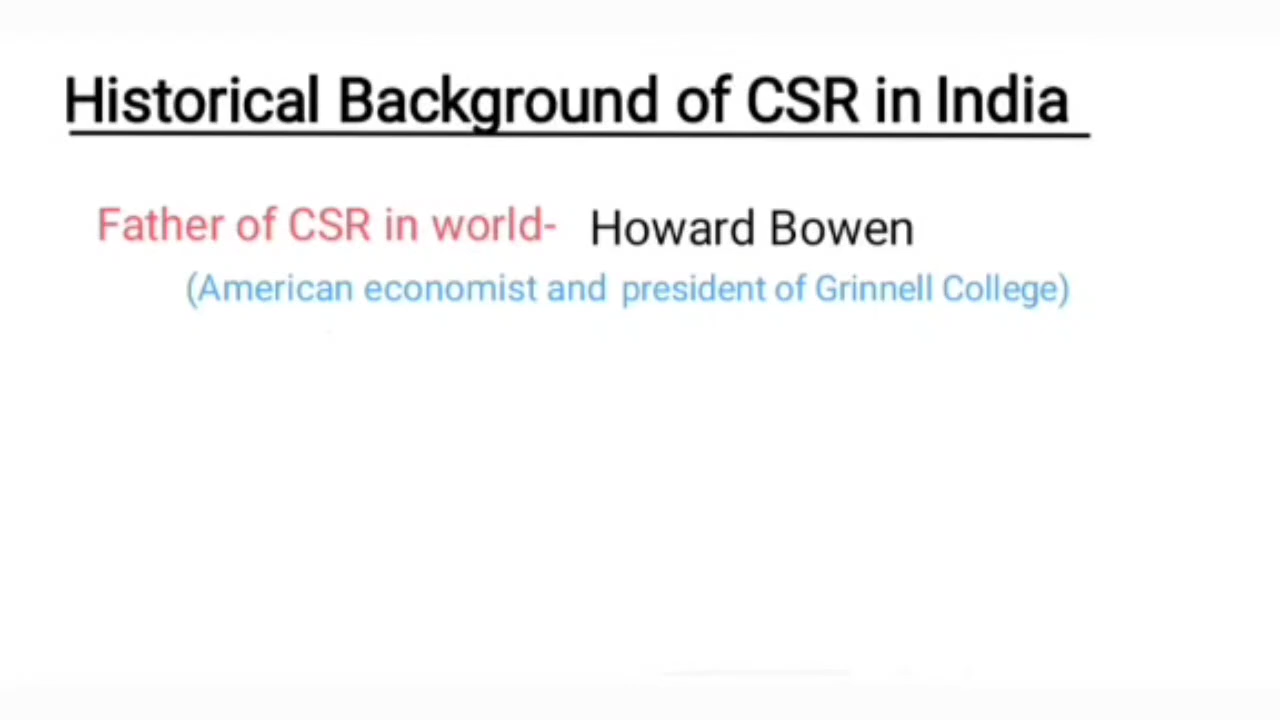 Historical Background of CSR in India
Father of CSR in world- Howard Bowen
(American economist and president of Grinnell College)